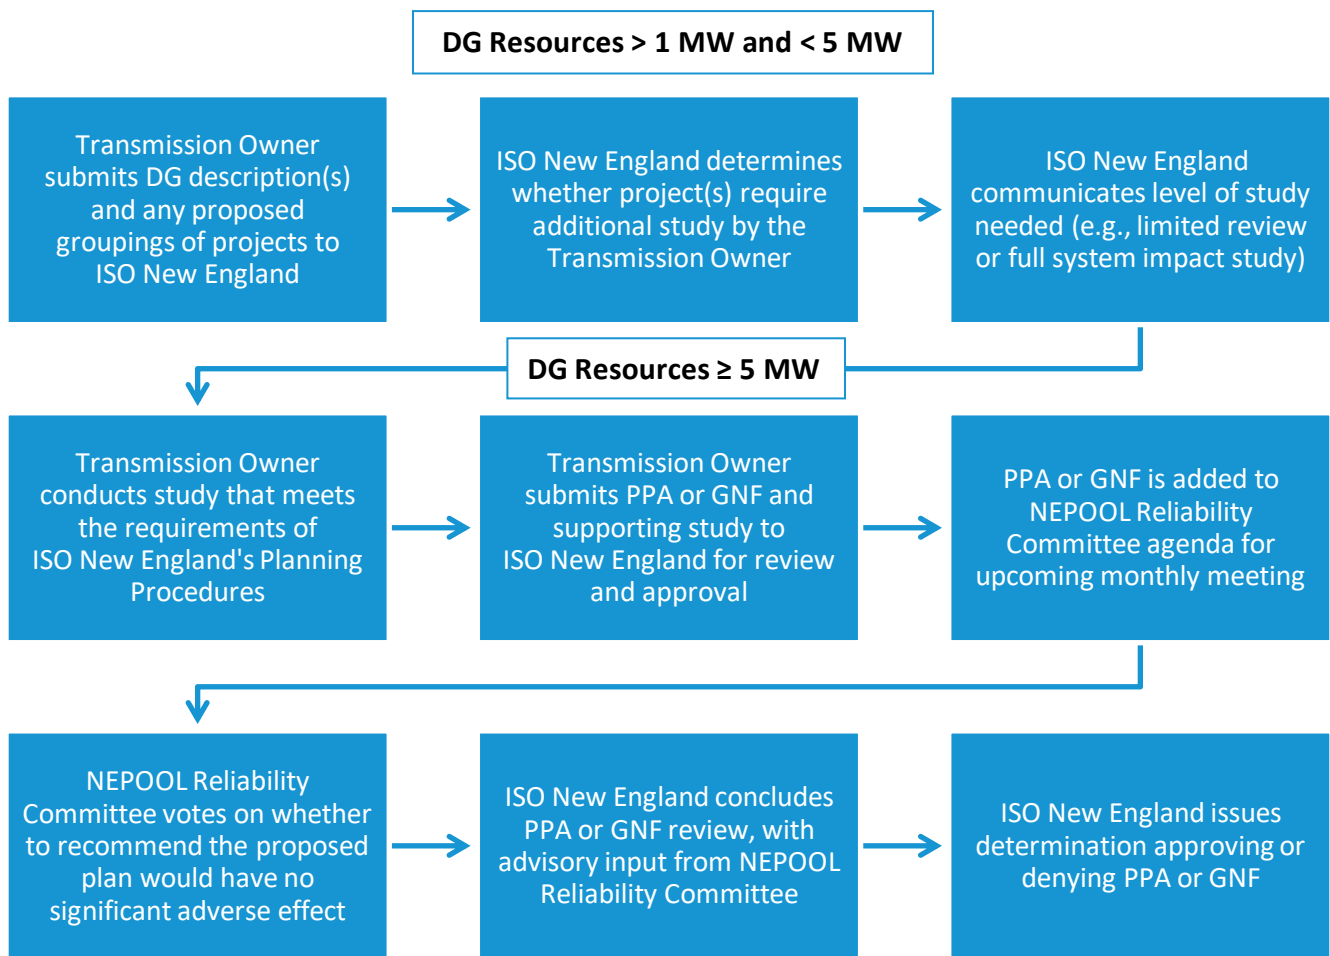 DG Resources > 1 MW and < 5 MW
Transmission Owner
submits DG description(s)
and any proposed
groupings of projects to
ISO New England
ISO New England determines
whether project(s) require
additional study by the
Transmission Owner
ISO New England
communicates level of study
needed (e.g., limited review
or full system impact study)
DG Resources ≥ 5 MW
Transmission Owner
conducts study that meets
the requirements of
ISO New England's Planning
Procedures
Transmission Owner
submits PPA or GNF and
supporting study to
ISO New England for review
and approval
PPA or GNF is added to
NEPOOL Reliability
Committee agenda for
upcoming monthly meeting
NEPOOL Reliability
Committee votes on whether
to recommend the proposed
plan would have no
significant adverse effect
ISO New England concludes
PPA or GNF review, with
advisory input from NEPOOL
Reliability Committee
ISO New England issues
determination approving or
denying PPA or GNF